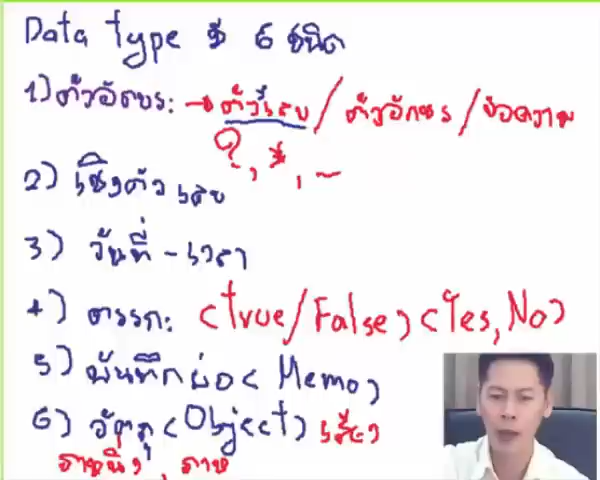 Data type มี 6 ชนิด
1) ตัวอักขระ: → ตัวเลข / ตัวอักษร / ข้อความ
2) เชิงตัวเลข
3) วันที่ - เวลา
4) ตรรกะ (True/False) (Yes, No)
5) บันทึกย่อ (Memo)
6) วัตถุ (Object) เสียง
ภาพนิ่ง, ภาพ